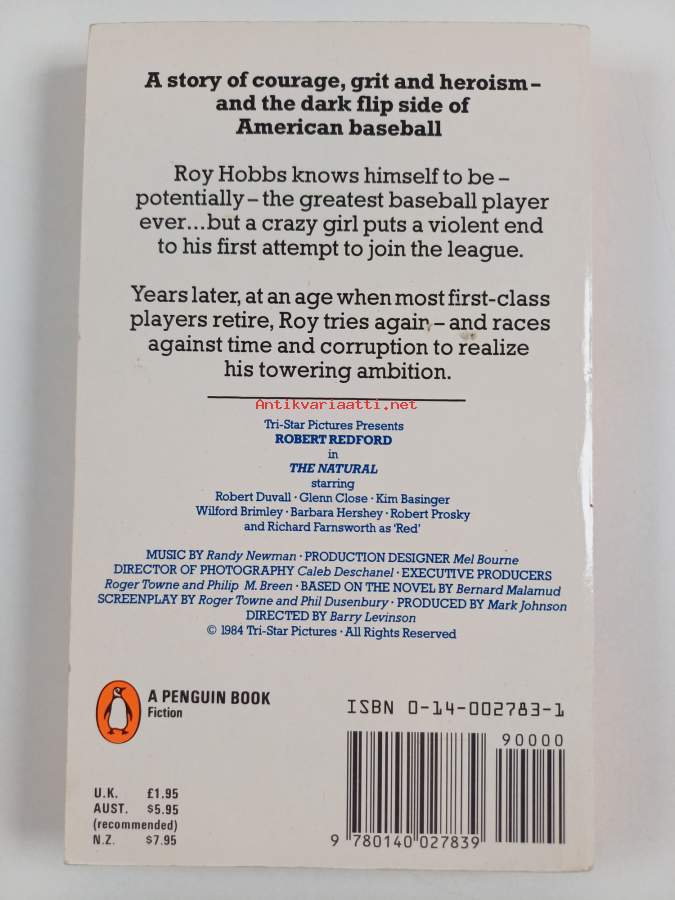 A story of courage, grit and heroism–
and the dark flip side of
American baseball
Roy Hobbs knows himself to be –
potentially – the greatest baseball player
ever...but a crazy girl puts a violent end
to his first attempt to join the league.
Years later, at an age when most first-class
players retire, Roy tries again – and races
against time and corruption to realize
his towering ambition.
Antikvariaatti.net
Tri-Star Pictures Presents
ROBERT REDFORD
in
THE NATURAL
starring
Robert Duvall · Glenn Close · Kim Basinger
Wilford Brimley · Barbara Hershey · Robert Prosky
and Richard Farnsworth as 'Red'
MUSIC BY Randy Newman · PRODUCTION DESIGNER Mel Bourne
DIRECTOR OF PHOTOGRAPHY Caleb Deschanel · EXECUTIVE PRODUCERS
Roger Towne and Philip M. Breen · BASED ON THE NOVEL BY Bernard Malamud
SCREENPLAY BY Roger Towne and Phil Dusenbury · PRODUCED BY Mark Johnson
DIRECTED BY Barry Levinson
© 1984 Tri-Star Pictures · All Rights Reserved
A PENGUIN BOOK
Fiction
ISBN 0-14-002783-1
90000
U.K. £1.95
AUST. $5.95
(recommended)
N.Z. $7.95
9 780140 027839